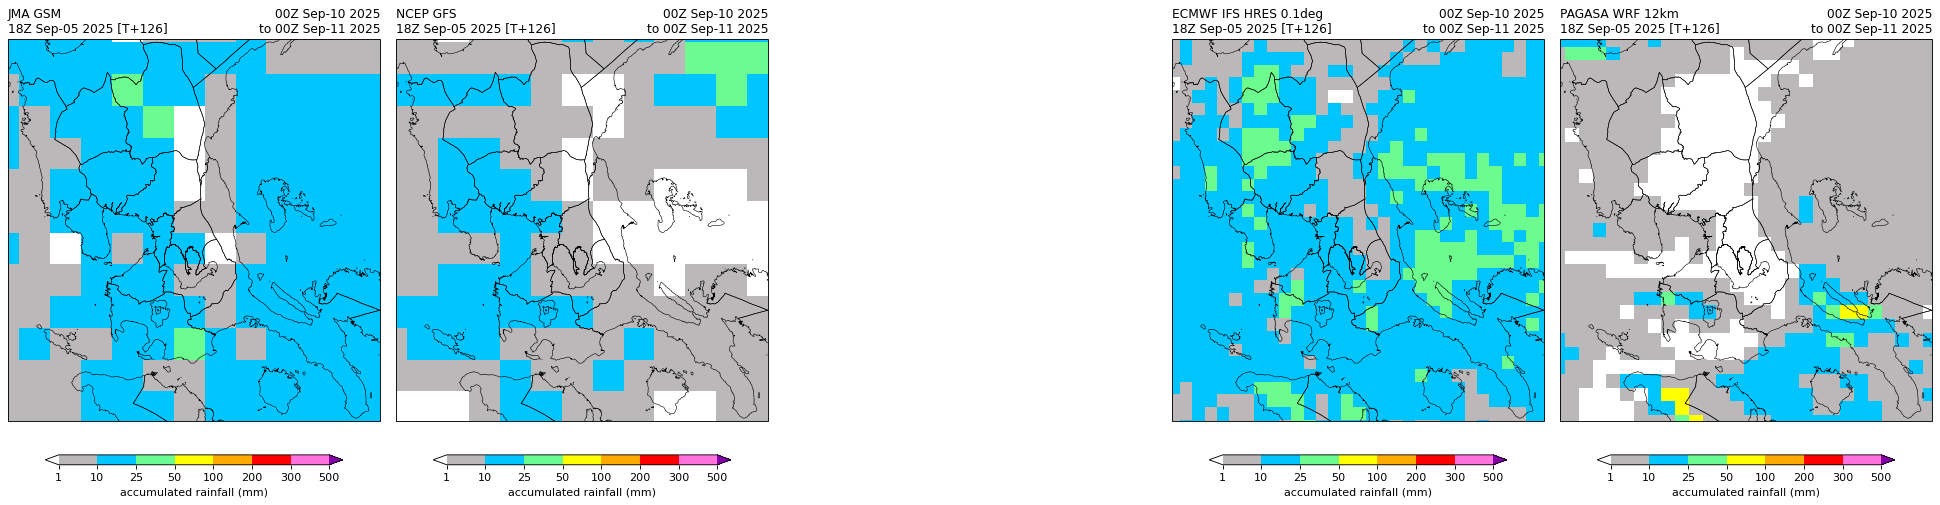 JMA GSM 00Z Sep-10 2025
18Z Sep-05 2025 [T+126] to 00Z Sep-11 2025
NCEP GFS 00Z Sep-10 2025
18Z Sep-05 2025 [T+126] to 00Z Sep-11 2025
ECMWF IFS HRES 0.1deg 00Z Sep-10 2025
18Z Sep-05 2025 [T+126] to 00Z Sep-11 2025
PAGASA WRF 12km 00Z Sep-10 2025
18Z Sep-05 2025 [T+126] to 00Z Sep-11 2025
1 10 25 50 100 200 300 500
accumulated rainfall (mm)
1 10 25 50 100 200 300 500
accumulated rainfall (mm)
1 10 25 50 100 200 300 500
accumulated rainfall (mm)
1 10 25 50 100 200 300 500
accumulated rainfall (mm)